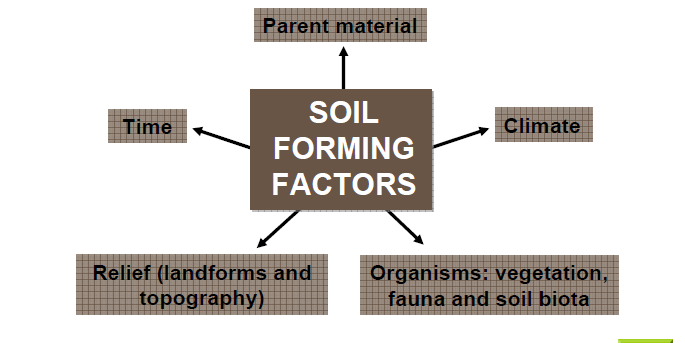 Parent material
SOIL
FORMING
FACTORS
Time
Climate
Relief (landforms and
topography)
Organisms: vegetation,
fauna and soil biota